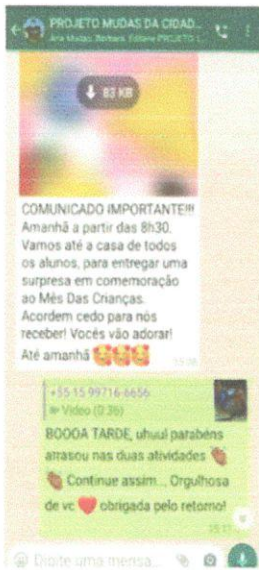 PROJETO MUDAS DA CIDAD...
83 KB
COMUNICADO IMPORTANTE!!!
Amanhã a partir das 8h30.
Vamos até a casa de todos
os alunos, para entregar uma
surpresa em comemoração
ao Mês Das Crianças.
Acordem cedo para nós
receber! Vocês vão adorar!
Até amanhã
+55 15 99716-6656
Video (0:36)
BOOOA TARDE, uhuul parabéns
arrasou nas duas atividades
Continue assim... Orgulhosa
de vc obrigada pelo retorno!
Digite uma mensa...